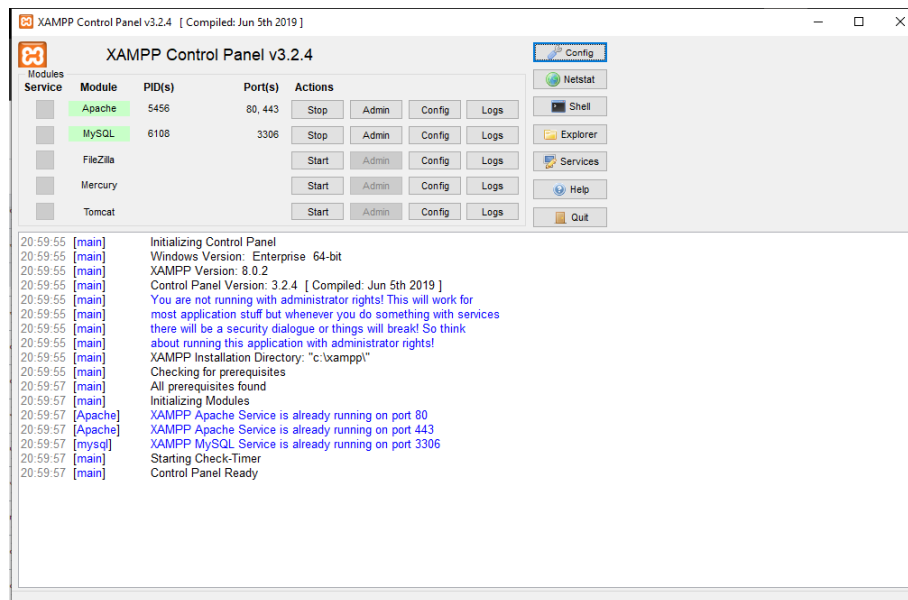 XAMPP Control Panel v3.2.4 [ Compiled: Jun 5th 2019 ]
XAMPP Control Panel v3.2.4
Config
Modules
Service Module PID(s) Port(s) Actions
Netstat
Apache 5456 80, 443 Stop Admin Config Logs
Shell
MySQL 6108 3306 Stop Admin Config Logs
Explorer
FileZilla Start Admin Config Logs
Services
Mercury Start Admin Config Logs
Help
Tomcat Start Admin Config Logs
Quit
20:59:55 [main] Initializing Control Panel
20:59:55 [main] Windows Version: Enterprise 64-bit
20:59:55 [main] XAMPP Version: 8.0.2
20:59:55 [main] Control Panel Version: 3.2.4 [ Compiled: Jun 5th 2019 ]
20:59:55 [main] You are not running with administrator rights! This will work for
20:59:55 [main] most application stuff but whenever you do something with services
20:59:55 [main] there will be a security dialogue or things will break! So think
20:59:55 [main] about running this application with administrator rights!
20:59:55 [main] XAMPP Installation Directory: "c:\xampp\"
20:59:55 [main] Checking for prerequisites
20:59:57 [main] All prerequisites found
20:59:57 [main] Initializing Modules
20:59:57 [Apache] XAMPP Apache Service is already running on port 80
20:59:57 [Apache] XAMPP Apache Service is already running on port 443
20:59:57 [mysql] XAMPP MySQL Service is already running on port 3306
20:59:57 [main] Starting Check-Timer
20:59:57 [main] Control Panel Ready